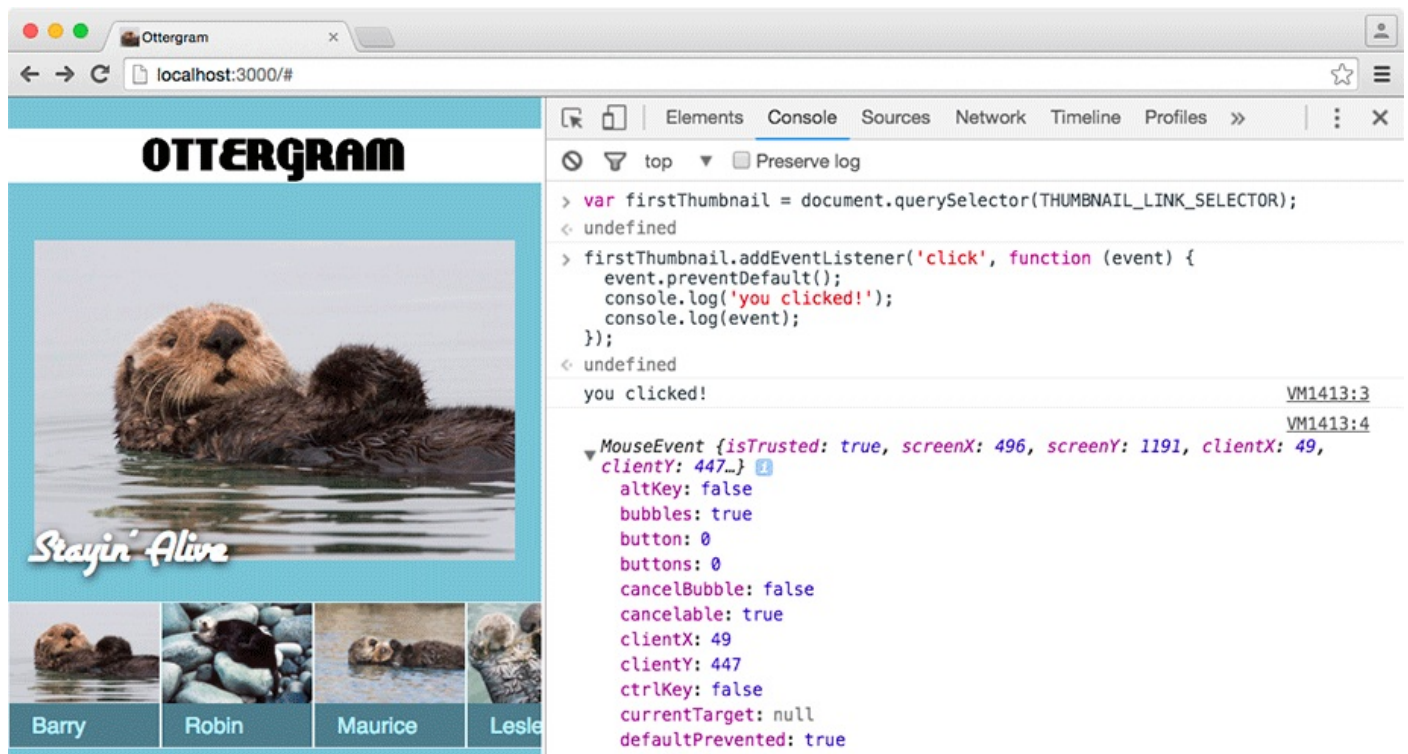 Ottergram
localhost:3000/#
OTTERGRAM
Stayin' Alive
Barry
Robin
Maurice
Lesle
Elements Console Sources Network Timeline Profiles »
top ▼ Preserve log
> var firstThumbnail = document.querySelector(THUMBNAIL_LINK_SELECTOR);
undefined
> firstThumbnail.addEventListener('click', function (event) {
event.preventDefault();
console.log('you clicked!');
console.log(event);
});
undefined
you clicked! VM1413:3
VM1413:4
MouseEvent {isTrusted: true, screenX: 496, screenY: 1191, clientX: 49,
clientY: 447…}
altKey: false
bubbles: true
button: 0
buttons: 0
cancelBubble: false
cancelable: true
clientX: 49
clientY: 447
ctrlKey: false
currentTarget: null
defaultPrevented: true